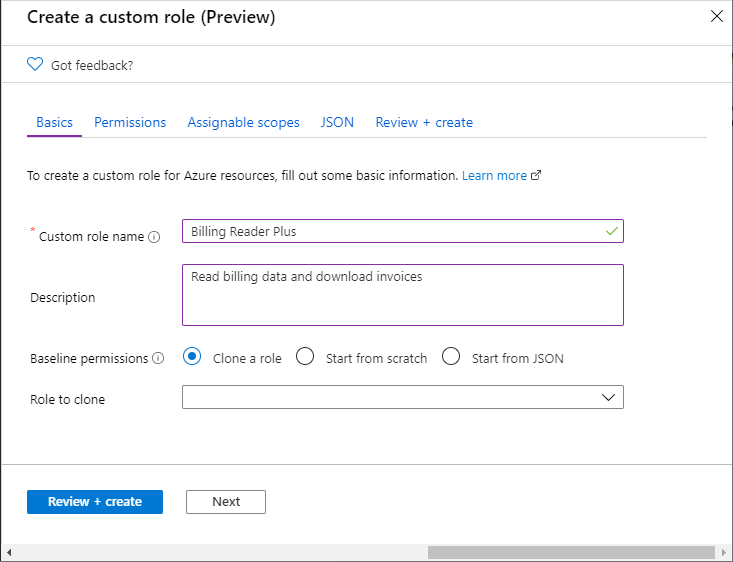 Create a custom role (Preview)
Got feedback?
Basics Permissions Assignable scopes JSON Review + create
To create a custom role for Azure resources, fill out some basic information. Learn more
* Custom role name Billing Reader Plus
Description Read billing data and download invoices
Baseline permissions Clone a role Start from scratch Start from JSON
Role to clone
Review + create Next